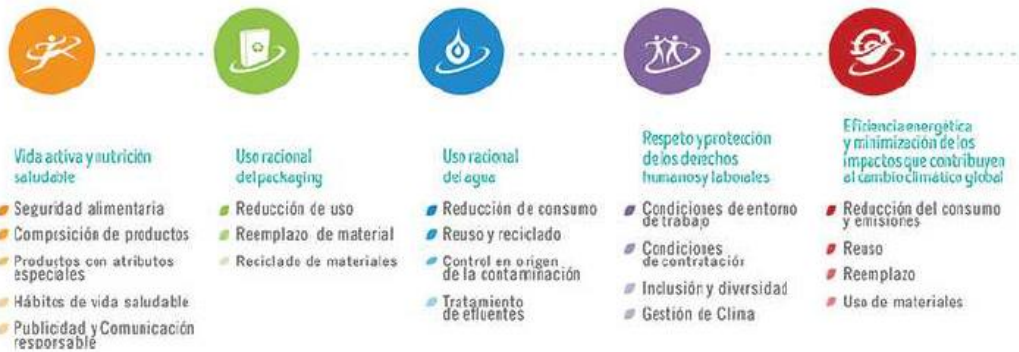 Vida activa y nutrición
saludable
Seguridad alimentaria
Composición de productos
Productos con atributos
especiales
Hábitos de vida saludable
Publicidad y Comunicación
responsable
Uso racional
del packaging
Reducción de uso
Reemplazo de material
Reciclado de materiales
Uso racional
del agua
Reducción de consumo
Reuso y reciclado
Control en origen
de la contaminación
Tratamiento
de efluentes
Respeto y protección
de los derechos
humanos y laborales
Condiciones de entorno
de trabajo
Condiciones
de contratación
Inclusión y diversidad
Gestión de Clima
Eficiencia energética
y minimización de los
impactos que contribuyen
al cambio climático global
Reducción del consumo
y emisiones
Reuso
Reemplazo
Uso de materiales